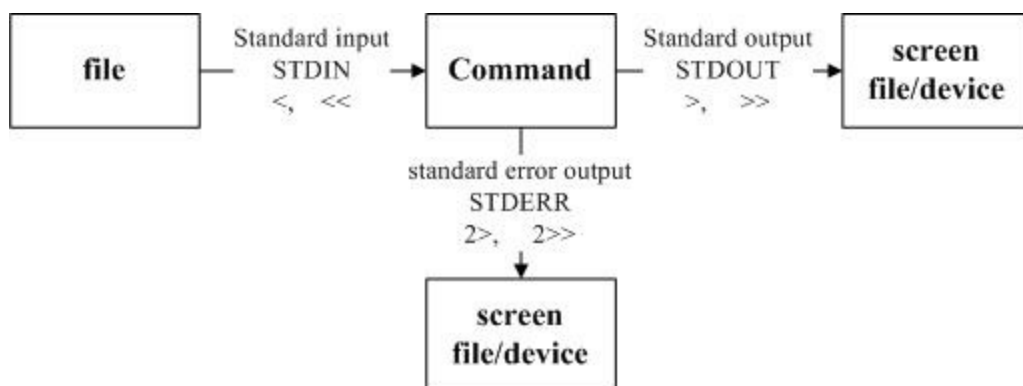 file
Standard input
STDIN
<, <<
Command
Standard output
STDOUT
>, >>
screen
file/device
standard error output
STDERR
2>, 2>>
screen
file/device